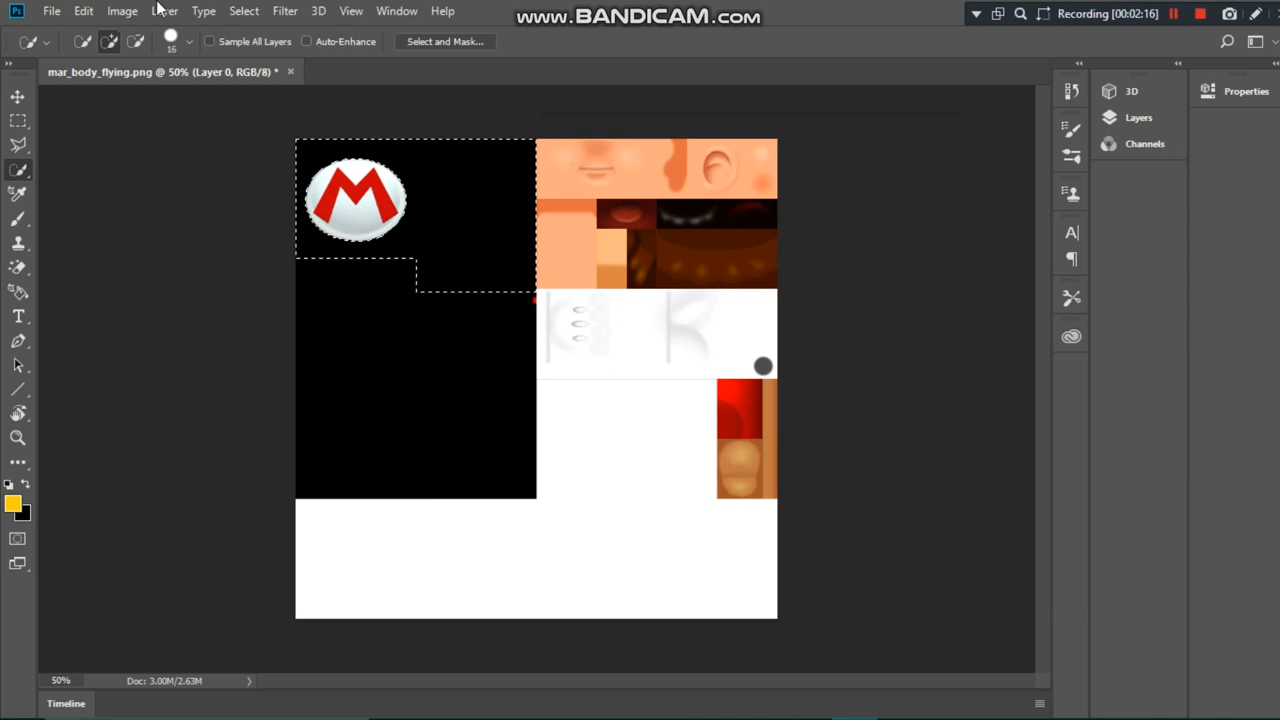 Ps File Edit Image Layer Type Select Filter 3D View Window Help
www.BANDICAM.com
Recording [00:02:16]
16 Sample All Layers Auto-Enhance Select and Mask...
mar_body_flying.png @ 50% (Layer 0, RGB/8) * ×
3D
Properties
Layers
Channels
M
50% Doc: 3.00M/2.63M
Timeline